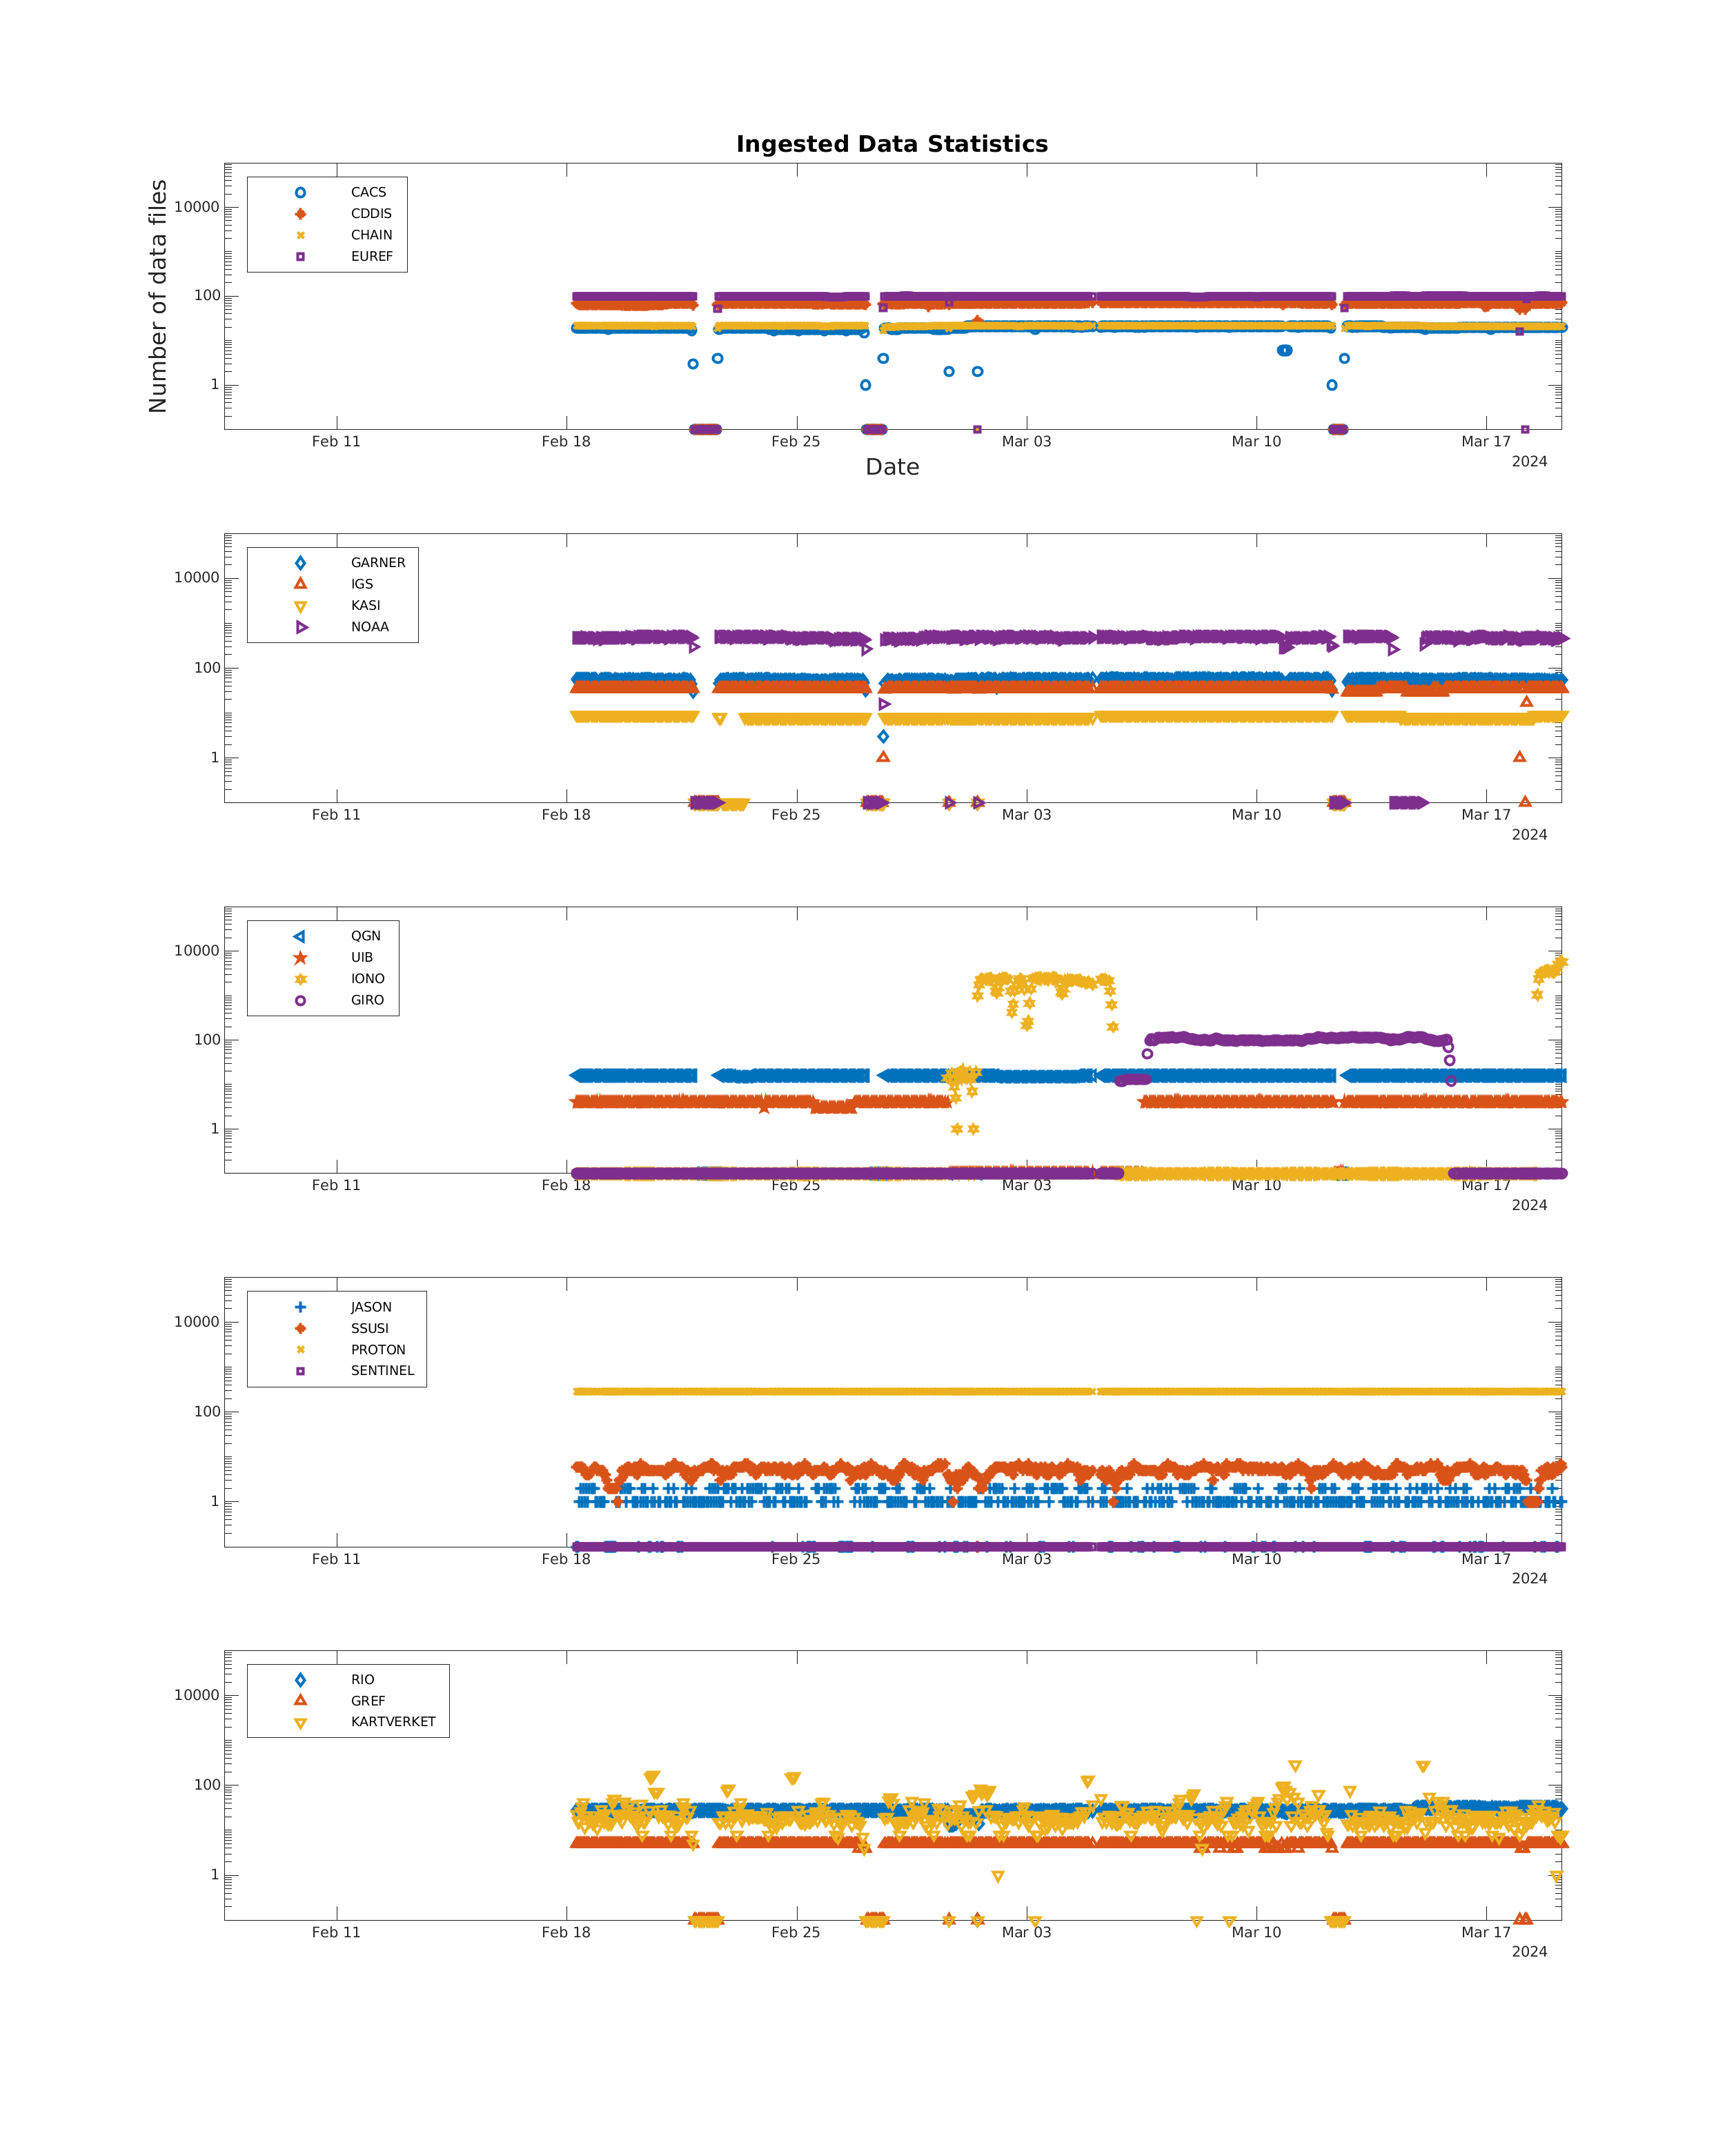 Ingested Data Statistics
Number of data files
10000
100
1
CACS
CDDIS
CHAIN
EUREF
Feb 11 Feb 18 Feb 25 Mar 03 Mar 10 Mar 17
2024
Date
10000
100
1
GARNER
IGS
KASI
NOAA
Feb 11 Feb 18 Feb 25 Mar 03 Mar 10 Mar 17
2024
10000
100
1
QGN
UIB
IONO
GIRO
Feb 11 Feb 18 Feb 25 Mar 03 Mar 10 Mar 17
2024
10000
100
1
JASON
SSUSI
PROTON
SENTINEL
Feb 11 Feb 18 Feb 25 Mar 03 Mar 10 Mar 17
2024
10000
100
1
RIO
GREF
KARTVERKET
Feb 11 Feb 18 Feb 25 Mar 03 Mar 10 Mar 17
2024